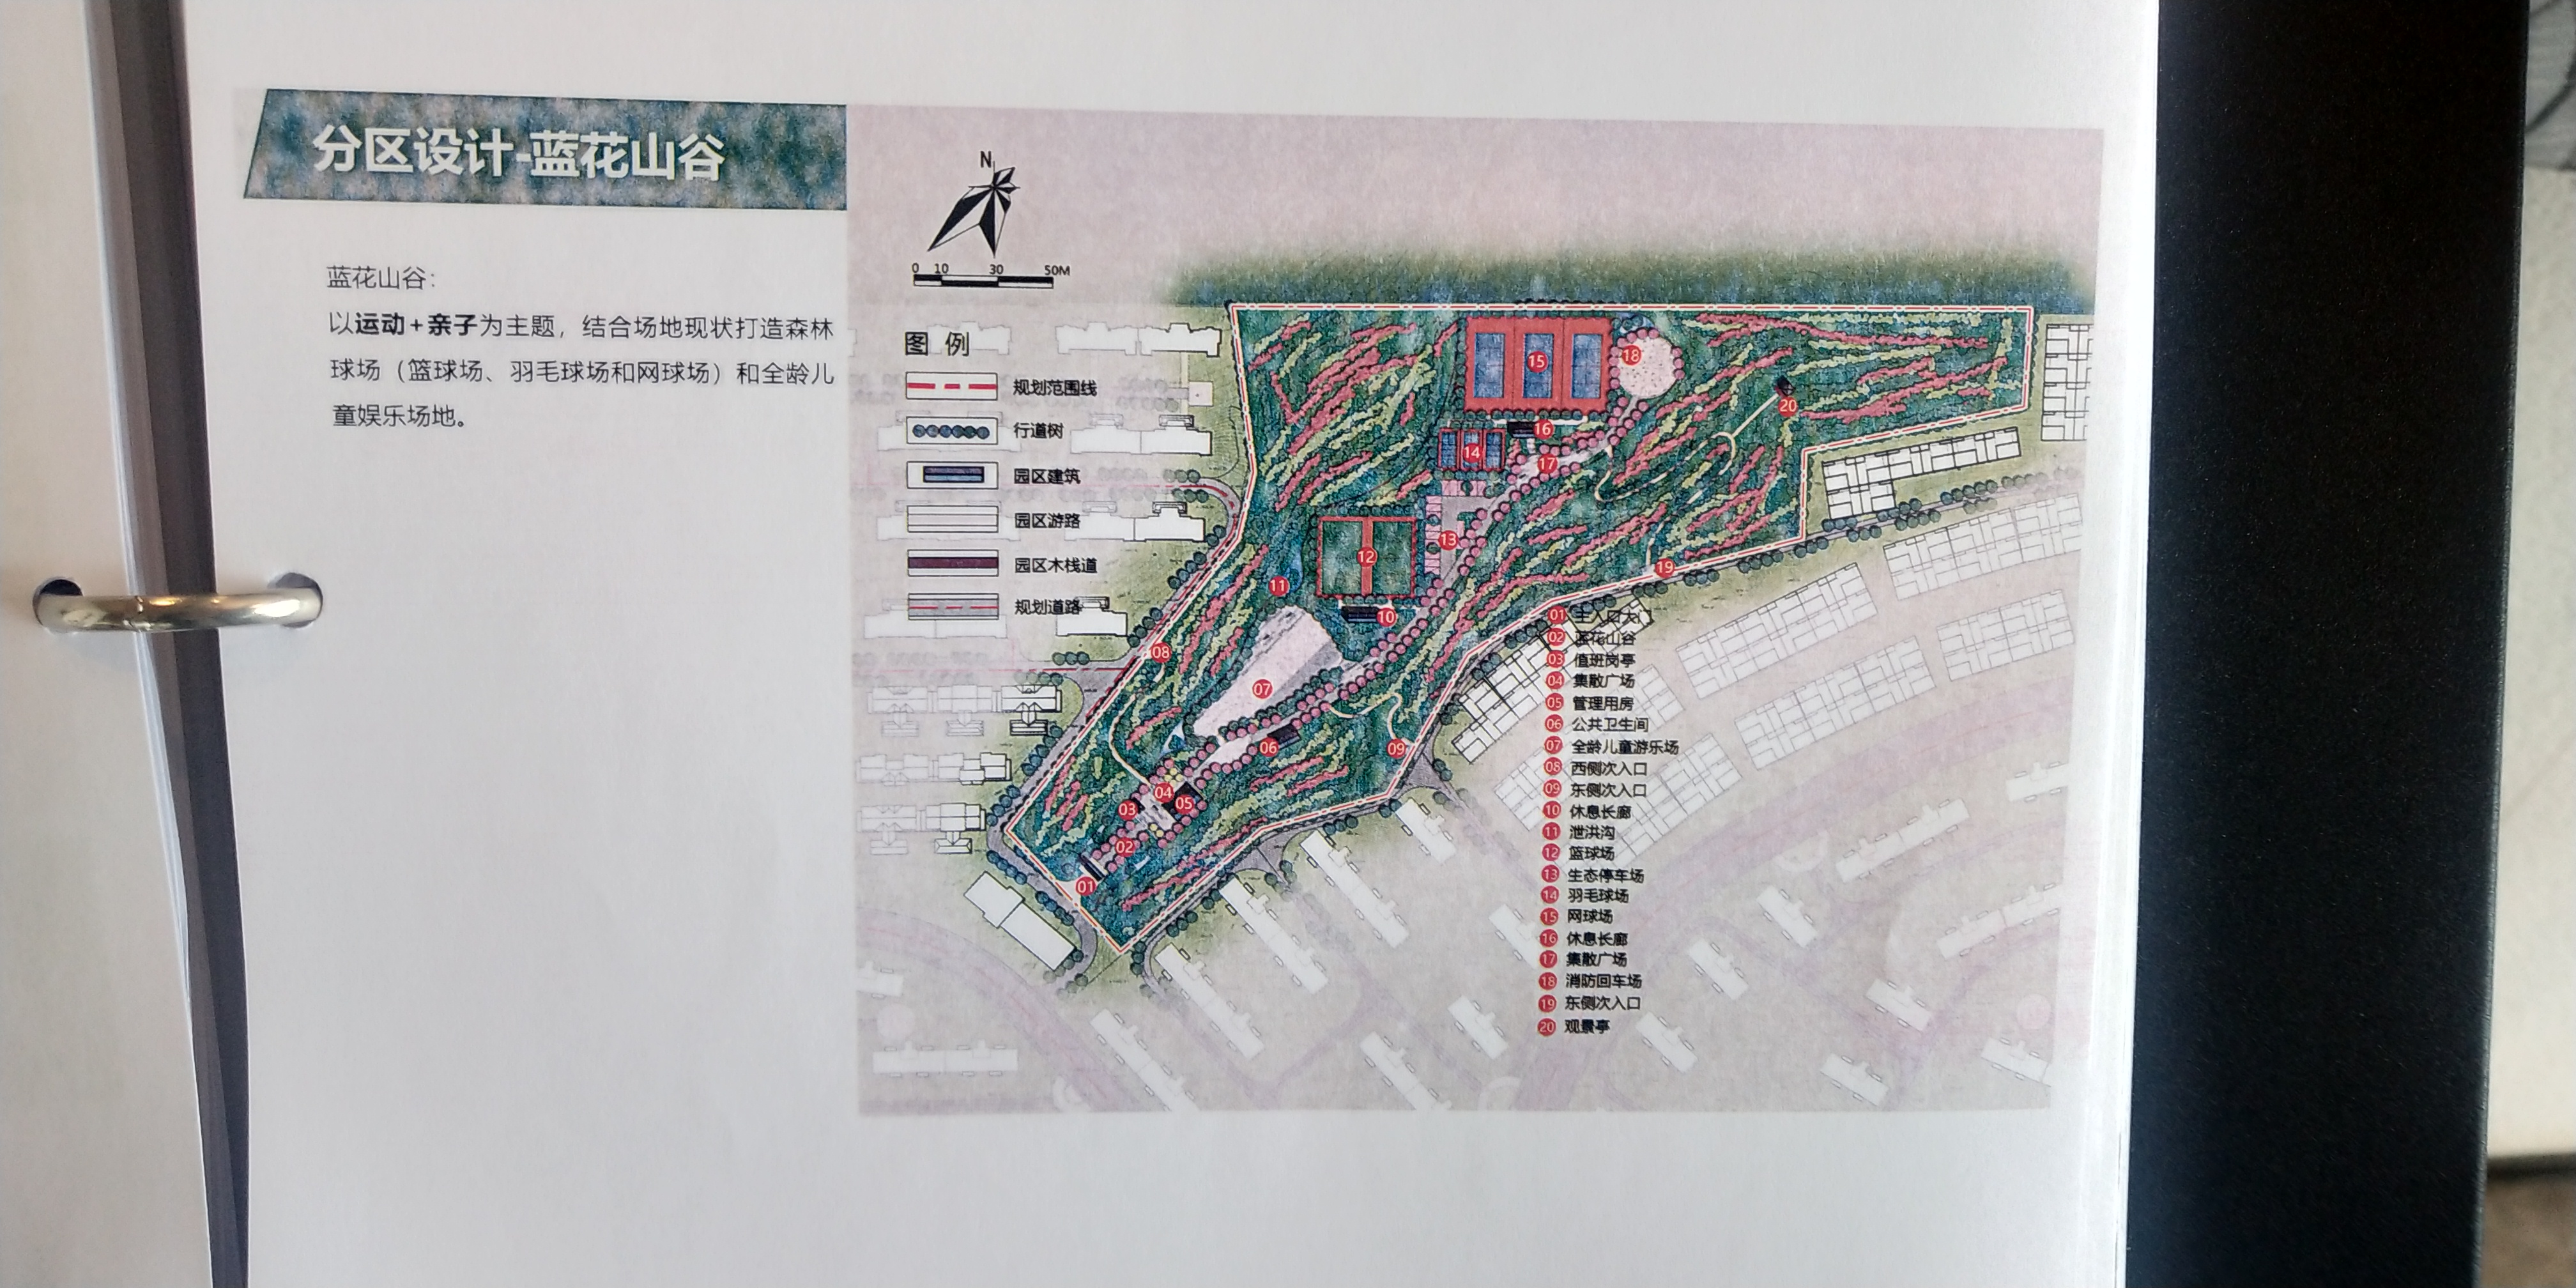 分区设计-蓝花山谷
蓝花山谷：
以运动+亲子为主题，结合场地现状打造森林
球场（篮球场、羽毛球场和网球场）和全龄儿
童娱乐场地。
N
0 10 30 50M
图 例
规划范围线
行道树
园区建筑
园区游路
园区木栈道
规划道路
15
18
20
16
14
17
12
13
19
11
10
08
07
06
09
04
03
05
02
01
01 主入口大门
02 蓝花山谷
03 值班岗亭
04 集散广场
05 管理用房
06 公共卫生间
07 全龄儿童游乐场
08 西侧次入口
09 东侧次入口
10 休息长廊
11 泄洪沟
12 篮球场
13 生态停车场
14 羽毛球场
15 网球场
16 休息长廊
17 集散广场
18 消防回车场
19 东侧次入口
20 观景亭